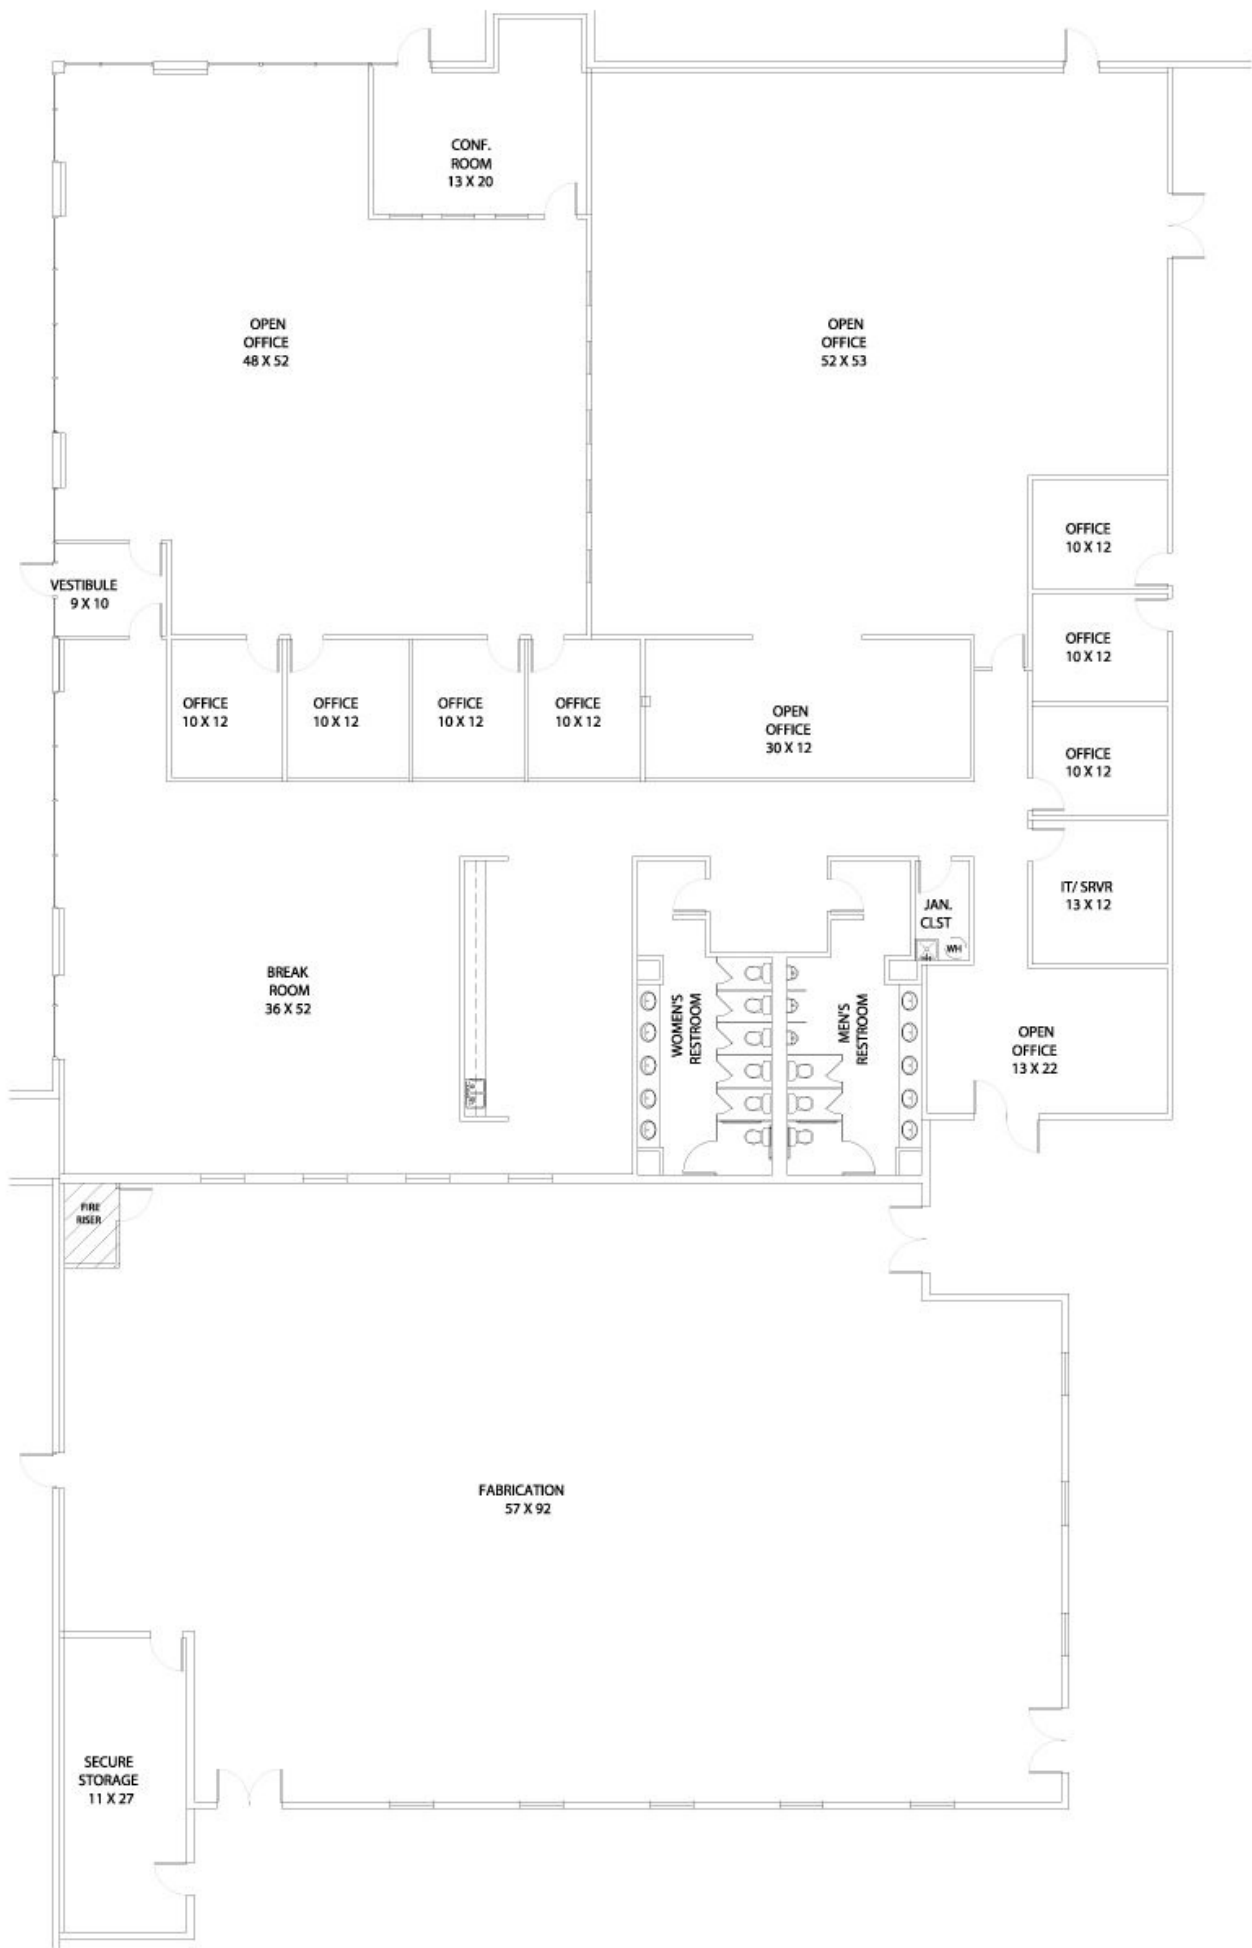 CONF.
ROOM
13 X 20
OPEN
OFFICE
48 X 52
OPEN
OFFICE
52 X 53
OFFICE
10 X 12
VESTIBULE
9 X 10
OFFICE
10 X 12
OFFICE
10 X 12
OFFICE
10 X 12
OFFICE
10 X 12
OFFICE
10 X 12
OPEN
OFFICE
30 X 12
OFFICE
10 X 12
IT/ SRVR
13 X 12
JAN.
CLST
WH
BREAK
ROOM
36 X 52
WOMEN'S
RESTROOM
MEN'S
RESTROOM
OPEN
OFFICE
13 X 22
FIRE
RISER
FABRICATION
57 X 92
SECURE
STORAGE
11 X 27